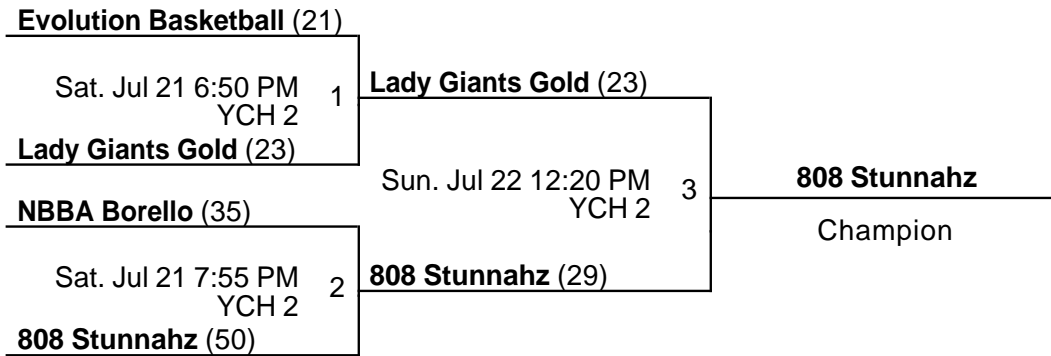 Evolution Basketball (21)
Sat. Jul 21 6:50 PM
YCH 2
1
Lady Giants Gold (23)
Lady Giants Gold (23)
Sun. Jul 22 12:20 PM
YCH 2
3
808 Stunnahz
Champion
NBBA Borello (35)
Sat. Jul 21 7:55 PM
YCH 2
2
808 Stunnahz (29)
808 Stunnahz (50)